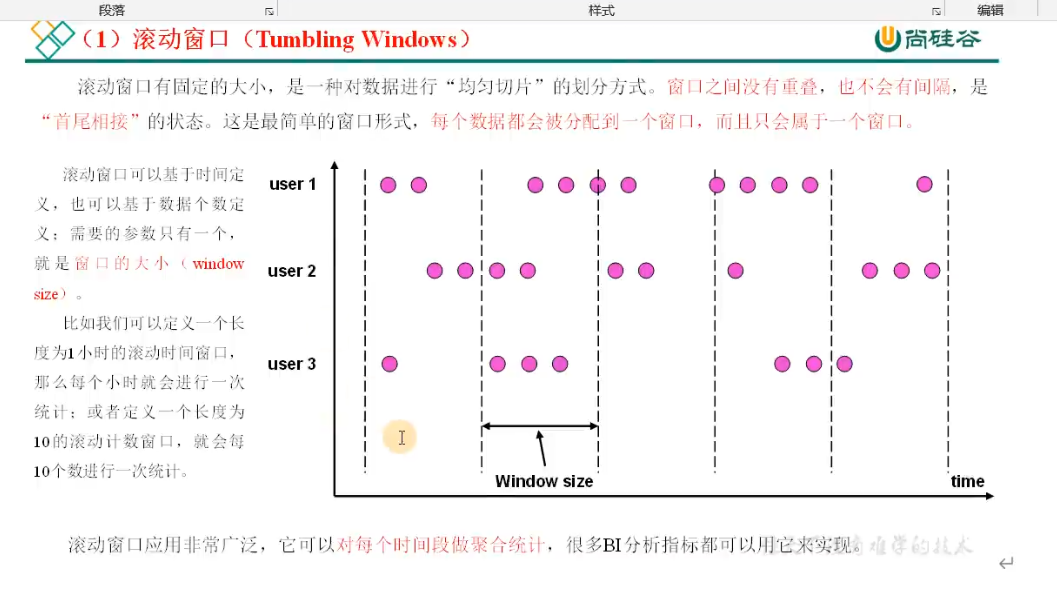 段落
样式
编辑
（1）滚动窗口（Tumbling Windows）
尚硅谷
滚动窗口有固定的大小，是一种对数据进行“均匀切片”的划分方式。窗口之间没有重叠，也不会有间隔，是
“首尾相接”的状态。这是最简单的窗口形式，每个数据都会被分配到一个窗口，而且只会属于一个窗口。
滚动窗口可以基于时间定
义，也可以基于数据个数定
义；需要的参数只有一个，
就是窗口的大小（window
size）。
比如我们可以定义一个长
度为1小时的滚动时间窗口，
那么每个小时就会进行一次
统计；或者定义一个长度为
10的滚动计数窗口，就会每
10个数进行一次统计。
user 1
user 2
user 3
Window size
time
滚动窗口应用非常广泛，它可以对每个时间段做聚合统计，很多BI分析指标都可以用它来实现。
学的技术